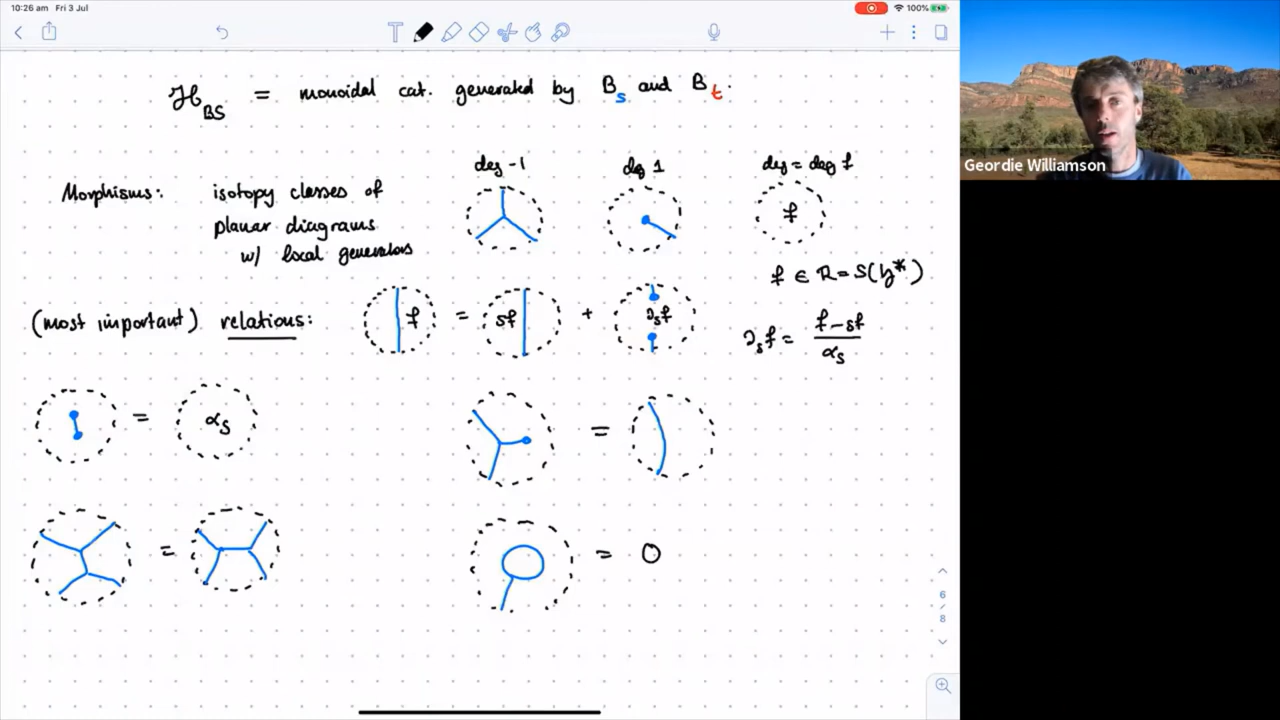 10:26 am Fri 3 Jul
100%
ℋ_BS = monoidal cat. generated by B_s and B_t.
deg -1
deg 1
deg = deg f
Morphisms: isotopy classes of
planar diagrams
w/ local generators
f
f ∈ R = S(𝔥*)
(most important) relations:
f = sf + ∂_s f
∂_s f = (f - sf)/α_s
= α_s
=
=
= 0
6
/
8
Geordie Williamson